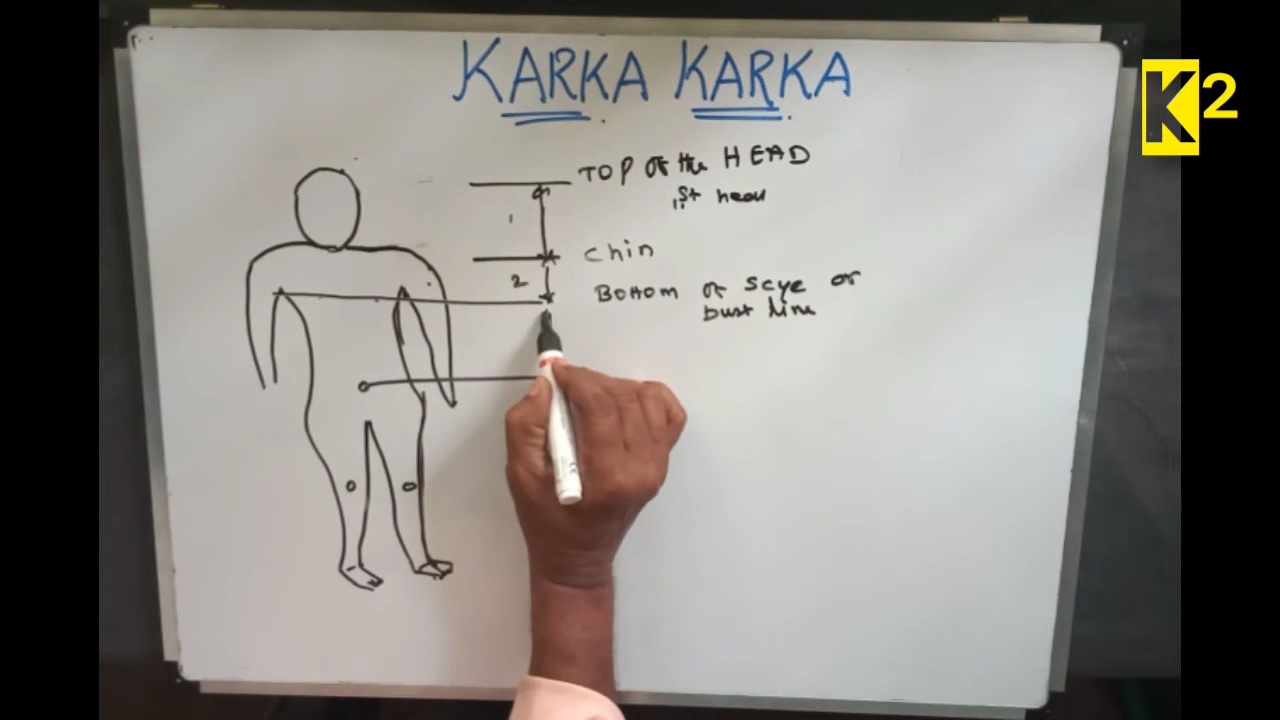 KARKA KARKA.
K2
TOP of the HEAD
1st head
1
chin
2
Bottom of Scye or
bust line